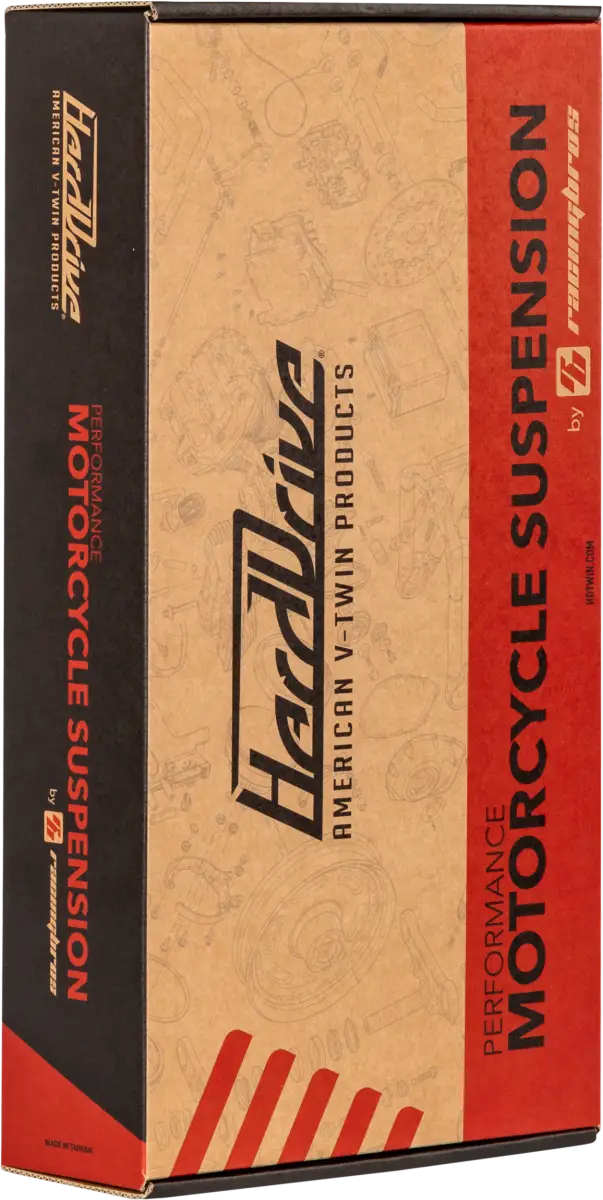 HardDrive®
AMERICAN V-TWIN PRODUCTS
PERFORMANCE
MOTORCYCLE SUSPENSION
by racingbros
MADE IN TAIWAN
HardDrive®
AMERICAN V-TWIN PRODUCTS
PERFORMANCE
MOTORCYCLE SUSPENSION
by racingbros
HDTWIN.COM